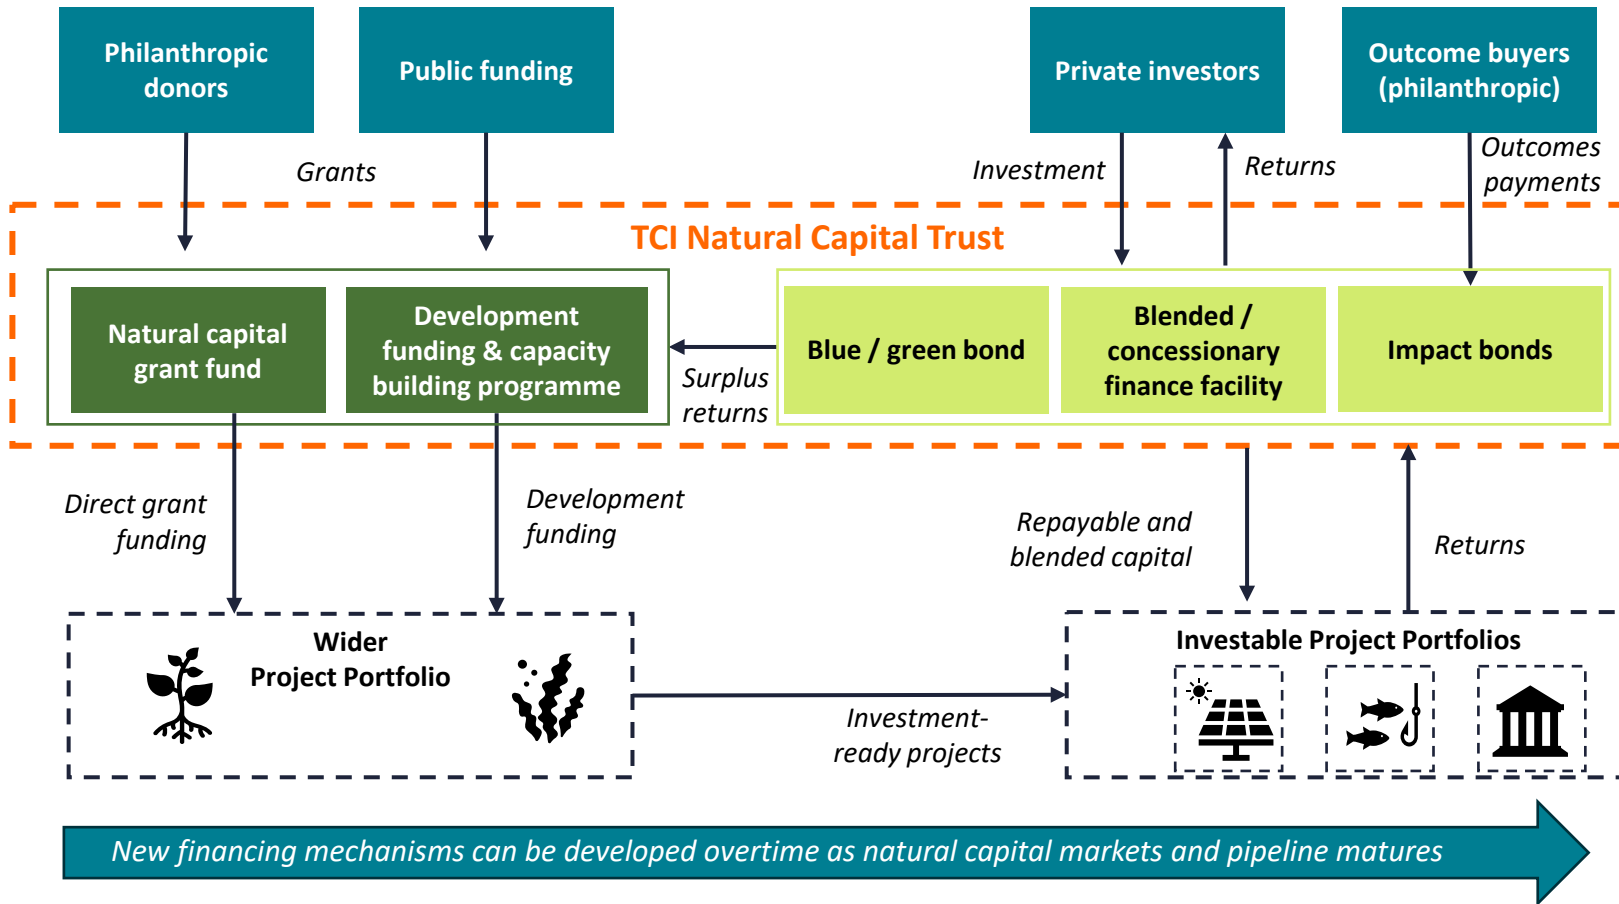 Philanthropic
donors
Public funding
Private investors
Outcome buyers
(philanthropic)
Grants
Investment
Returns
Outcomes
payments
TCI Natural Capital Trust
Natural capital
grant fund
Development
funding & capacity
building programme
Surplus
returns
Blue / green bond
Blended /
concessionary
finance facility
Impact bonds
Direct grant
funding
Development
funding
Repayable and
blended capital
Returns
Wider
Project Portfolio
Investment-
ready projects
Investable Project Portfolios
New financing mechanisms can be developed overtime as natural capital markets and pipeline matures